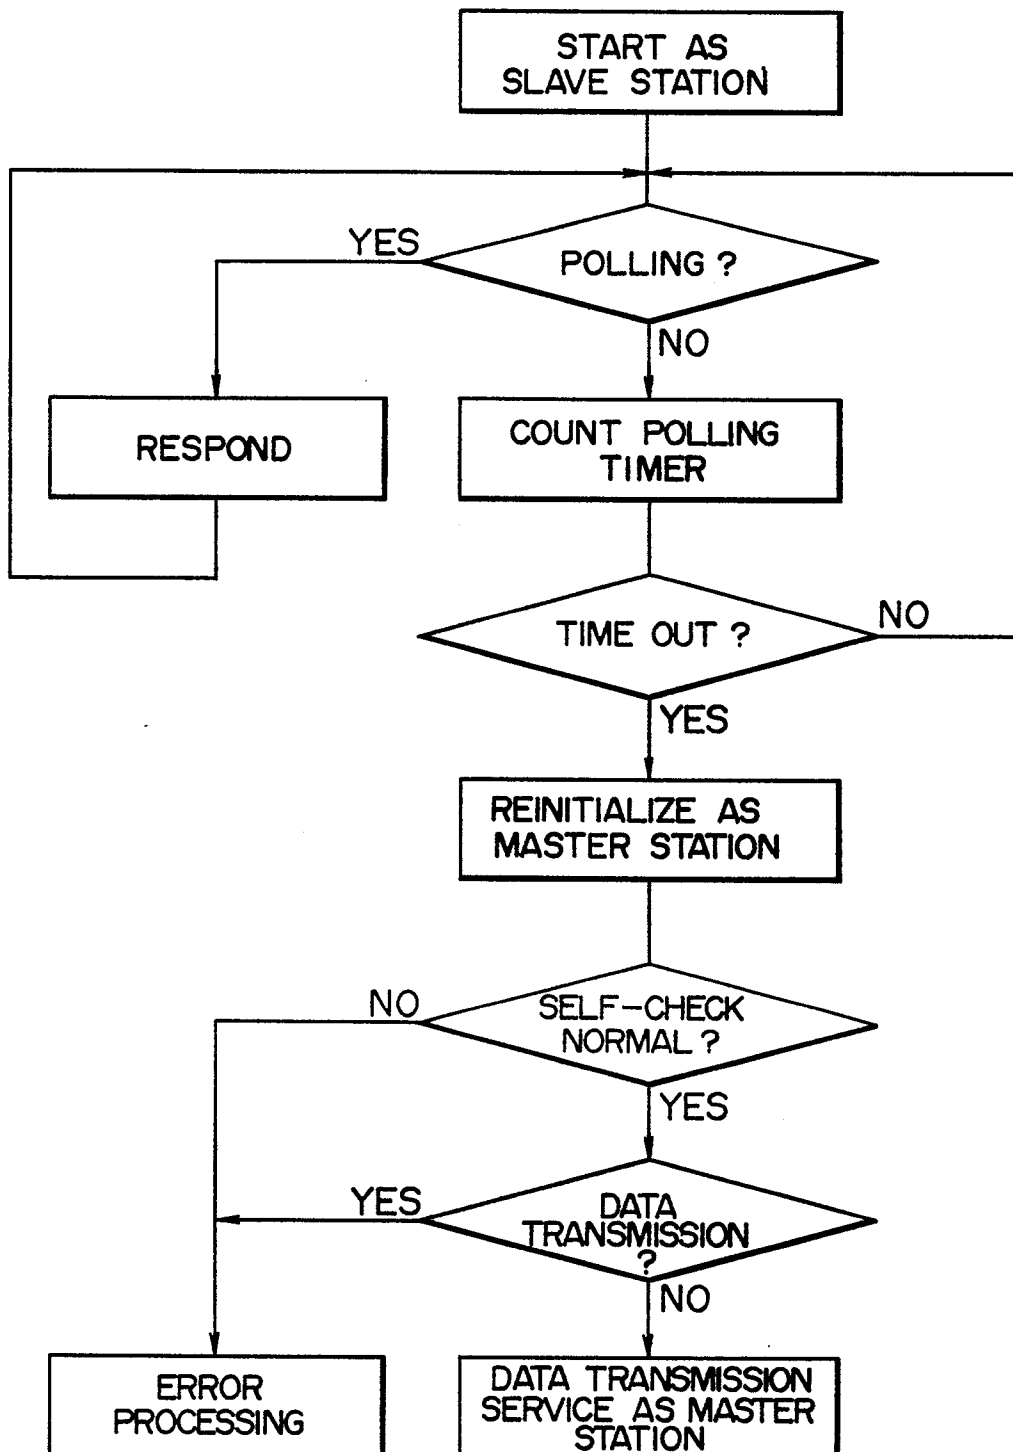 START AS
SLAVE STATION
YES
POLLING ?
NO
RESPOND
COUNT POLLING
TIMER
TIME OUT ?
NO
YES
REINITIALIZE AS
MASTER STATION
NO
SELF-CHECK
NORMAL ?
YES
YES
DATA
TRANSMISSION
?
NO
ERROR
PROCESSING
DATA TRANSMISSION
SERVICE AS MASTER
STATION